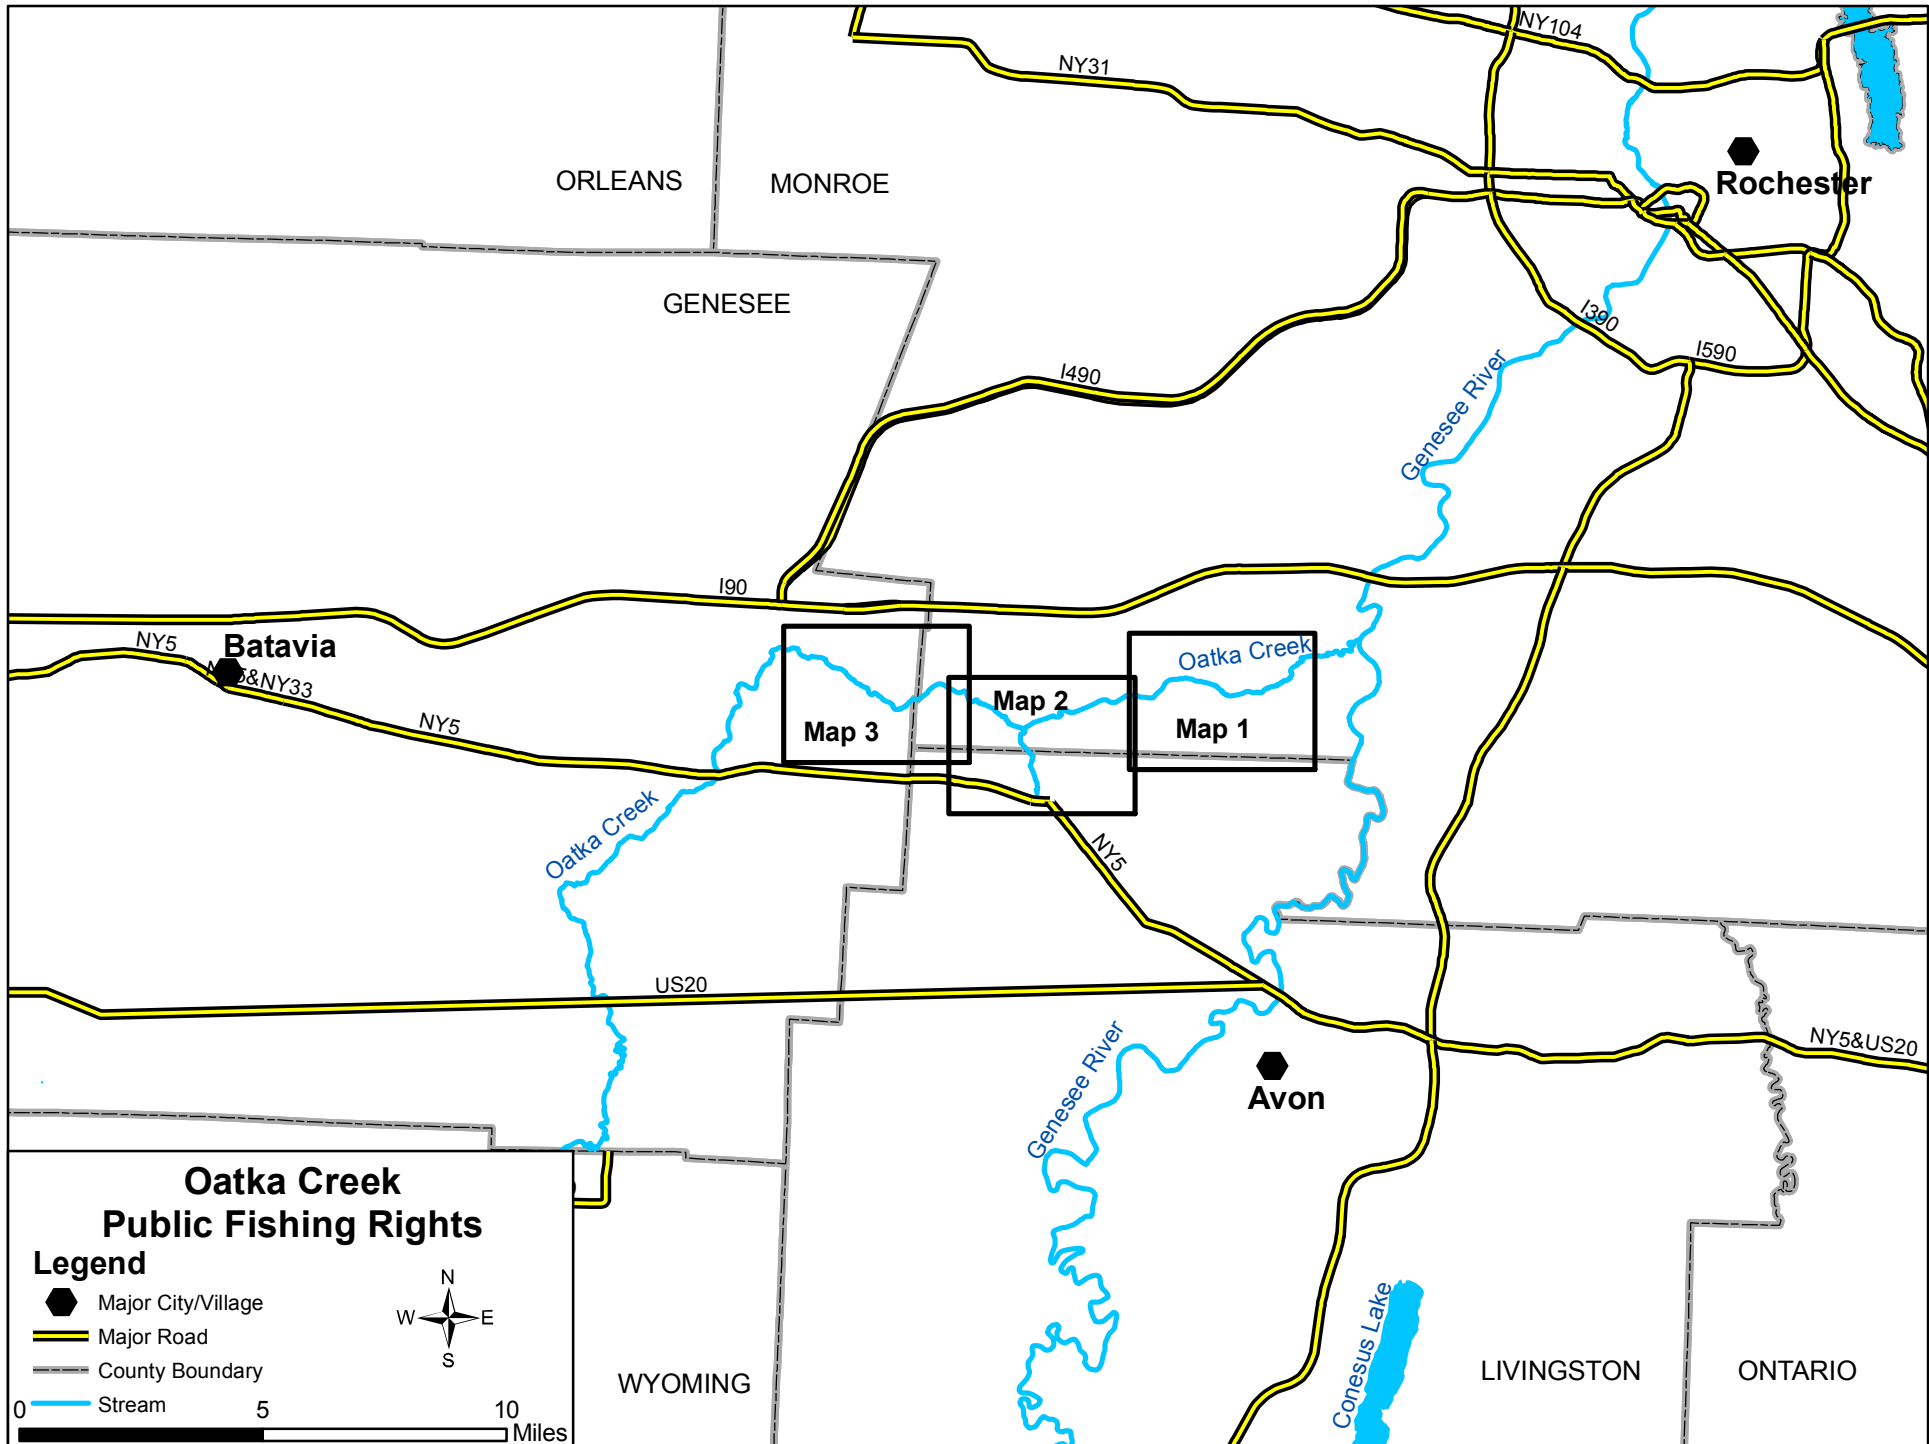 NY104
NY31
Rochester
ORLEANS
MONROE
GENESEE
I390
I590
I490
Genesee River
I90
NY5
Batavia
&NY33
NY5
Oatka Creek
Map 3
Map 2
Map 1
Oatka Creek
NY5
US20
NY5&US20
Genesee River
Avon
Conesus Lake
WYOMING
LIVINGSTON
ONTARIO
Oatka Creek
Public Fishing Rights
Legend
Major City/Village
Major Road
County Boundary
Stream
N
W E
S
0 5 10
Miles